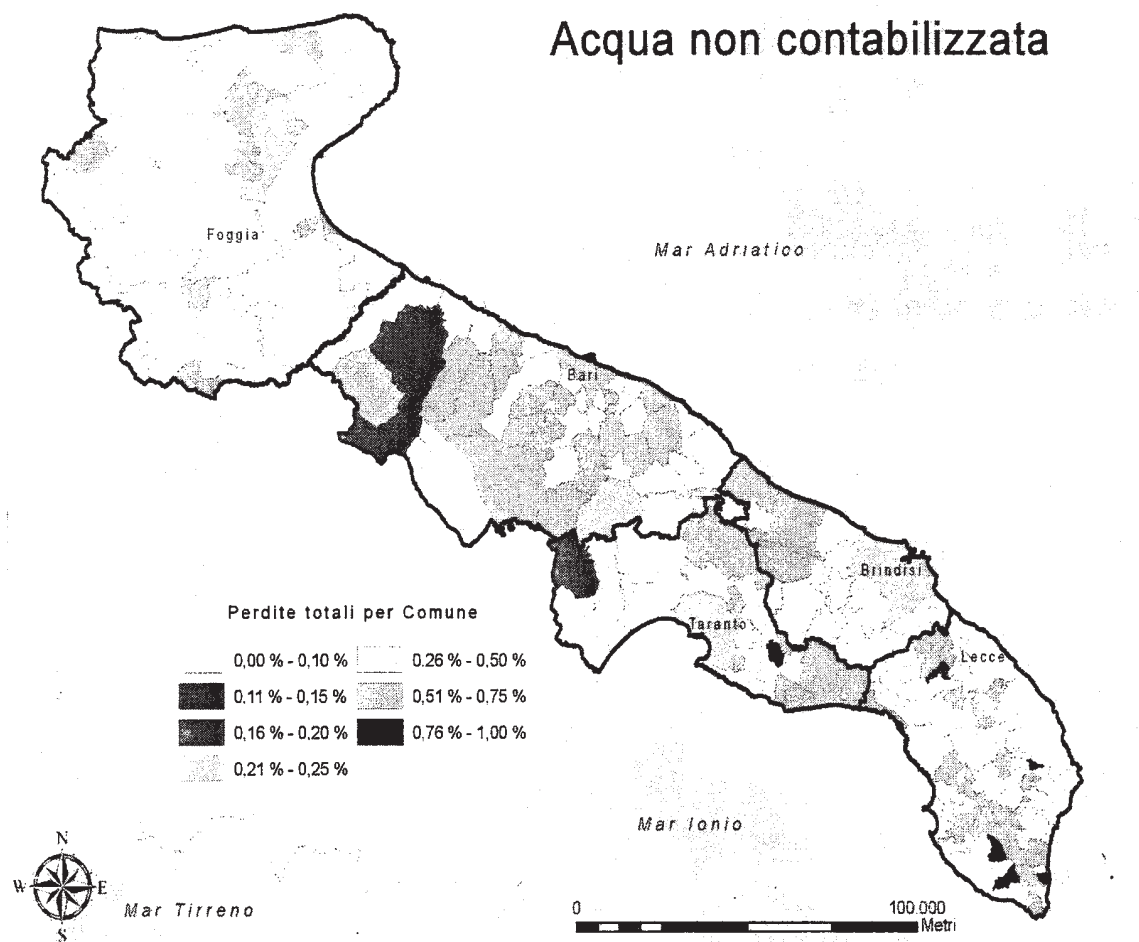 Acqua non contabilizzata
Foggia
Mar Adriatico
Bari
Brindisi
Taranto
Lecce
Perdite totali per Comune
0,00 % - 0,10 %
0,11 % - 0,15 %
0,16 % - 0,20 %
0,21 % - 0,25 %
0.26 % - 0,50 %
0,51 % - 0,75 %
0,76 % - 1,00 %
Mar Ionio
Mar Tirreno
N
W E
S
0 100.000
Metri